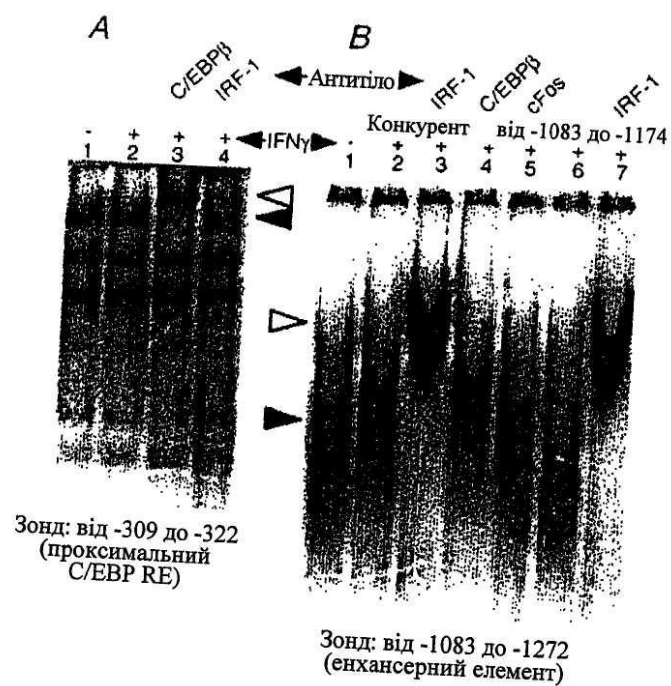 A
B
C/EBPβ
IRF-1
Антитіло
IRF-1
C/EBPβ
cFos
IRF-1
Конкурент
від -1083 до -1174
- + + +
IFNγ
- + + + + + +
1 2 3 4
1 2 3 4 5 6 7
Зонд: від -309 до -322
(проксимальний
C/EBP RE)
Зонд: від -1083 до -1272
(енхансерний елемент)